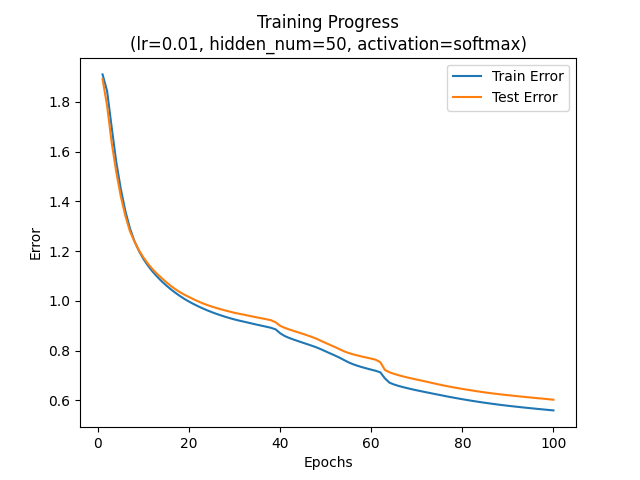 Training Progress
(lr=0.01, hidden_num=50, activation=softmax)
Train Error
Test Error
Error
1.8
1.6
1.4
1.2
1.0
0.8
0.6
0 20 40 60 80 100
Epochs